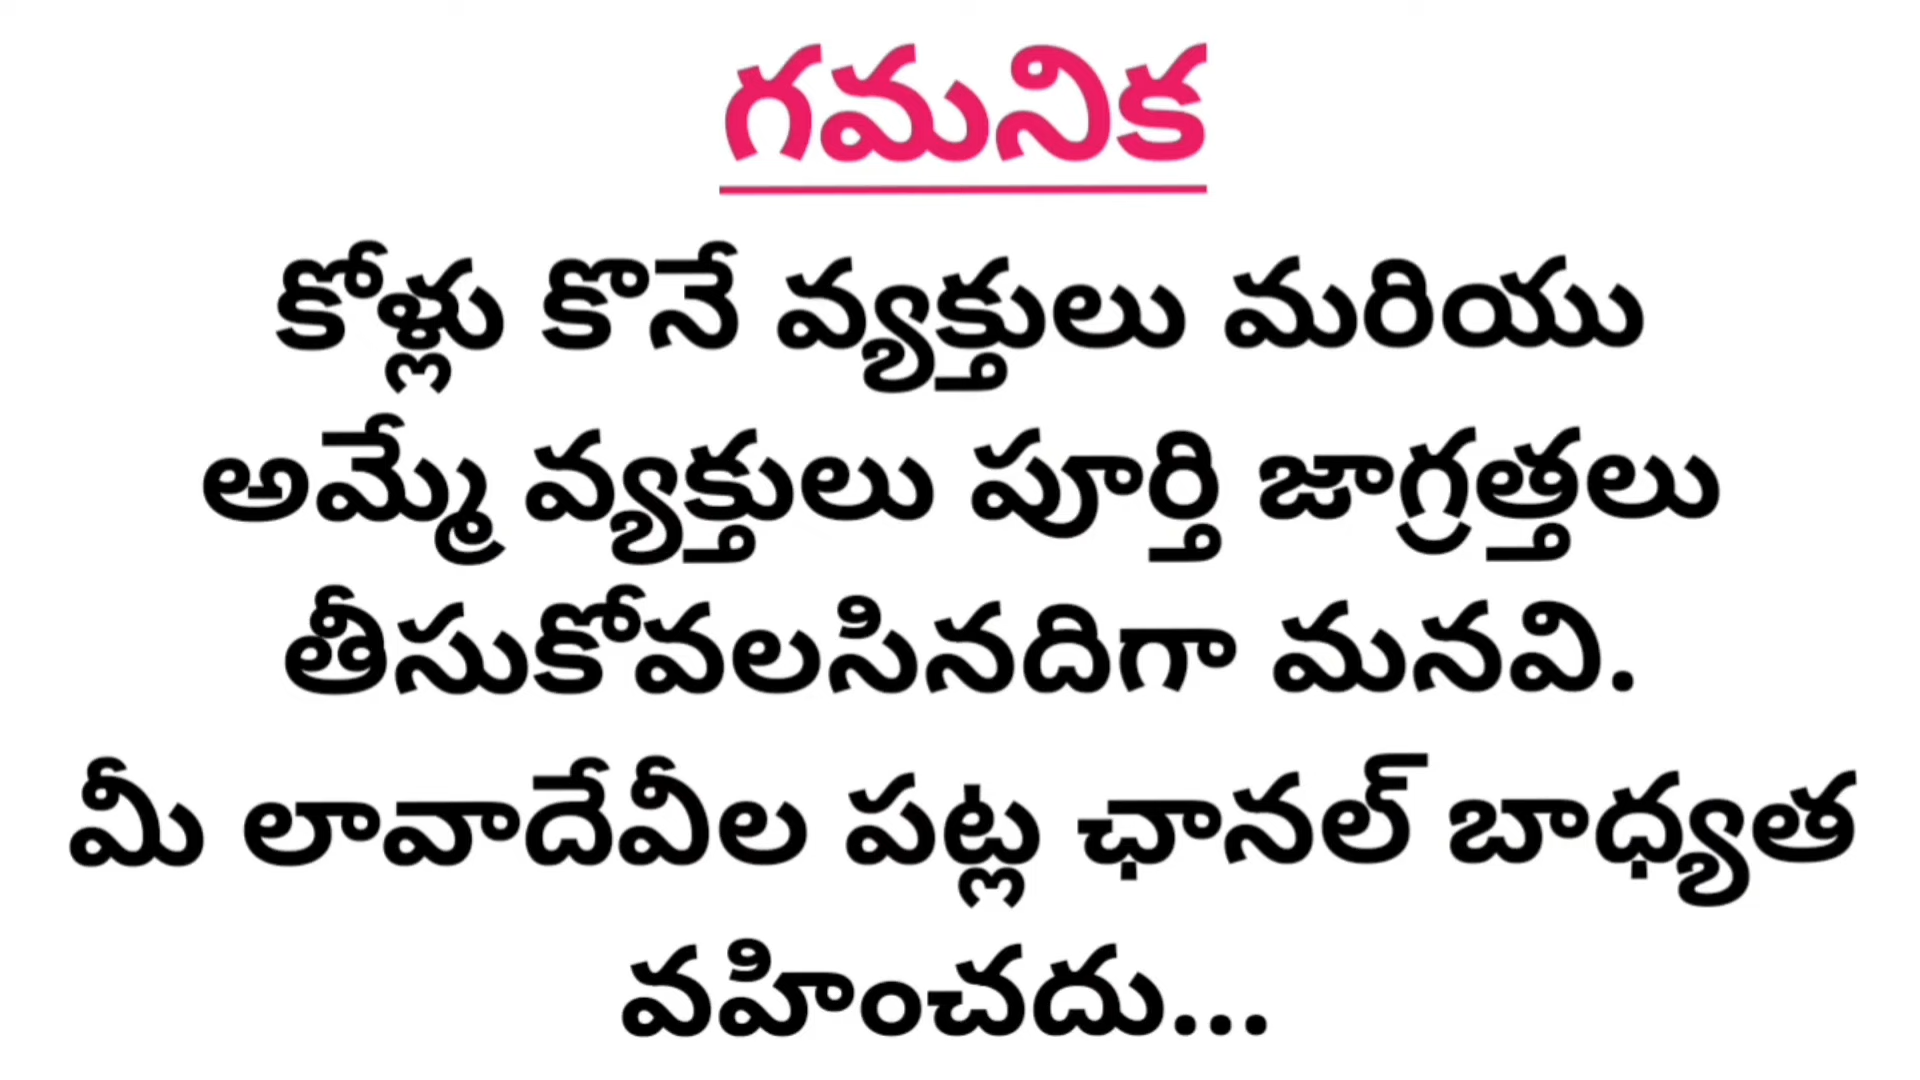 గమనిక
కోళ్లు కొనే వ్యక్తులు మరియు
అమ్మే వ్యక్తులు పూర్తి జాగ్రత్తలు
తీసుకోవలసినదిగా మనవి.
మీ లావాదేవీల పట్ల ఛానల్ బాధ్యత
వహించదు...